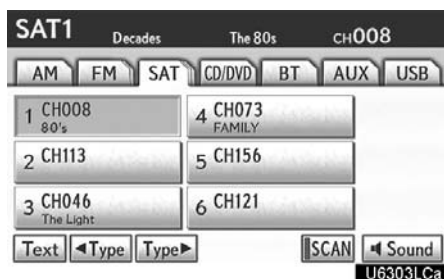 SAT1 Decades The 80s CH008
AM FM SAT CD/DVD BT AUX USB
1 CH008
80's
4 CH073
FAMILY
2 CH113
5 CH156
3 CH046
The Light
6 CH121
Text ◄Type Type► SCAN Sound
U6303LCa